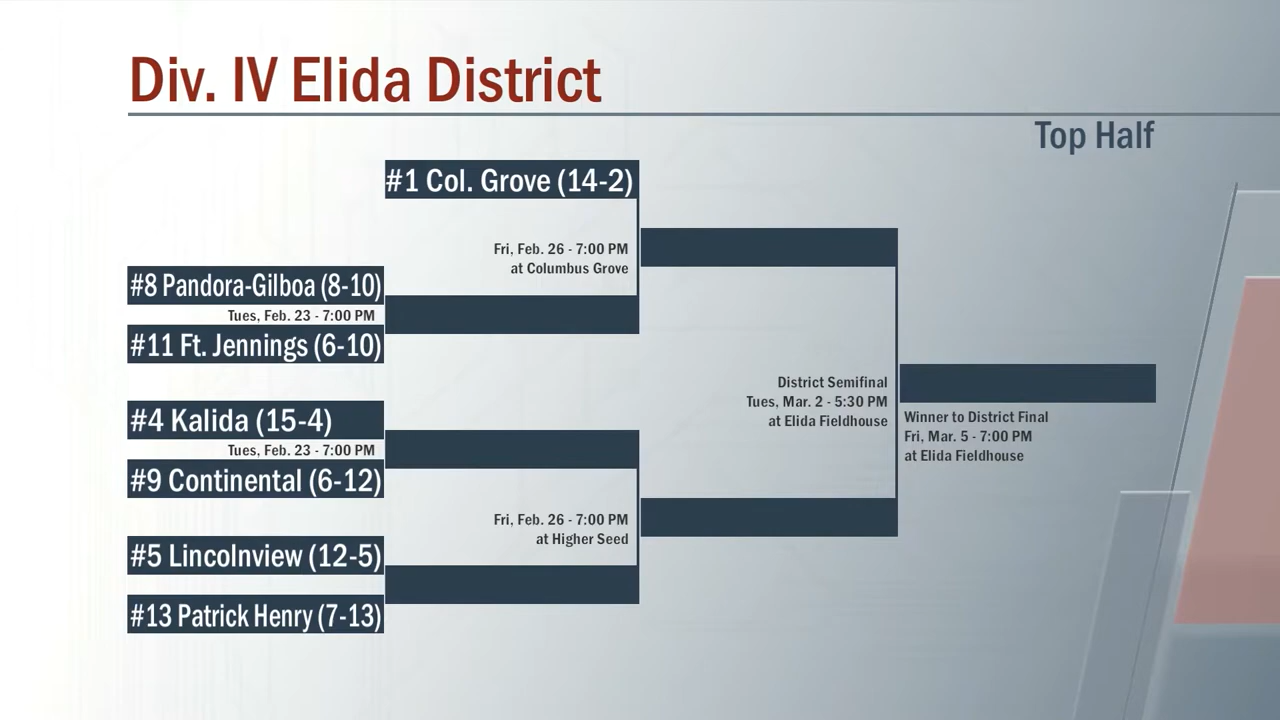 Div. IV Elida District
Top Half
#1 Col. Grove (14-2)
Fri, Feb. 26 - 7:00 PM
at Columbus Grove
#8 Pandora-Gilboa (8-10)
Tues, Feb. 23 - 7:00 PM
#11 Ft. Jennings (6-10)
District Semifinal
Tues, Mar. 2 - 5:30 PM
at Elida Fieldhouse
Winner to District Final
Fri, Mar. 5 - 7:00 PM
at Elida Fieldhouse
#4 Kalida (15-4)
Tues, Feb. 23 - 7:00 PM
#9 Continental (6-12)
Fri, Feb. 26 - 7:00 PM
at Higher Seed
#5 Lincolnview (12-5)
#13 Patrick Henry (7-13)